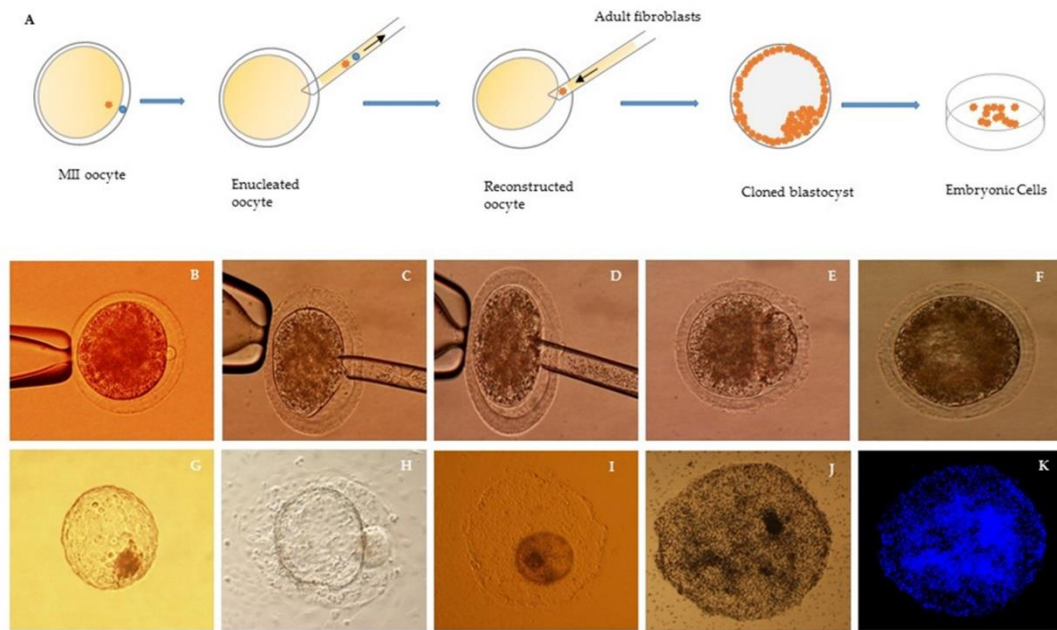 A
Adult fibroblasts
MII oocyte
Enucleated
oocyte
Reconstructed
oocyte
Cloned blastocyst
Embryonic Cells
B
C
D
E
F
G
H
I
J
K